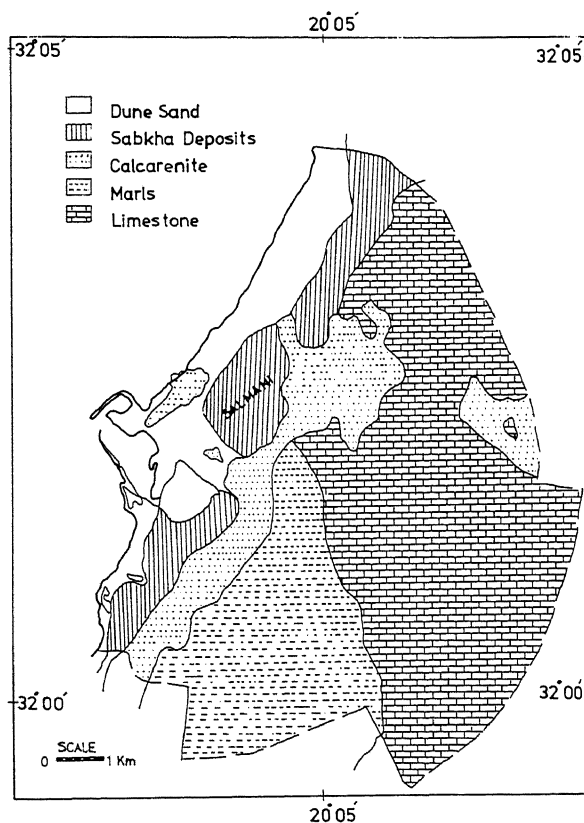 20°05′
32°05′
32°05′
Dune Sand
Sabkha Deposits
Calcarenite
Marls
Limestone
SALMANI
32°00′
32°00′
SCALE
0 1 Km
20°05′